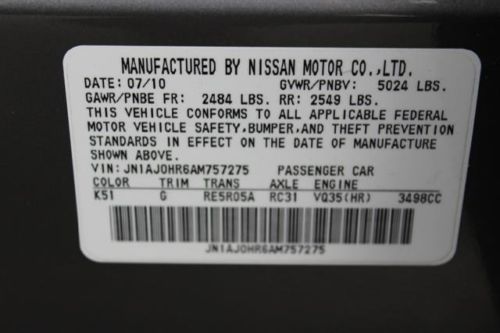 MANUFACTURED BY NISSAN MOTOR CO.,LTD.
DATE: 07/10 GVWR/PNBV: 5024 LBS.
GAWR/PNBE FR: 2484 LBS. RR: 2549 LBS.
THIS VEHICLE CONFORMS TO ALL APPLICABLE FEDERAL
MOTOR VEHICLE SAFETY,BUMPER,AND THEFT PREVENTION
STANDARDS IN EFFECT ON THE DATE OF MANUFACTURE
SHOWN ABOVE.
VIN: JN1AJ0HR6AM757275 PASSENGER CAR
COLOR TRIM TRANS AXLE ENGINE
K51 G RE5R05A RC31 VQ35(HR) 3498CC
JN1AJ0HR6AM757275